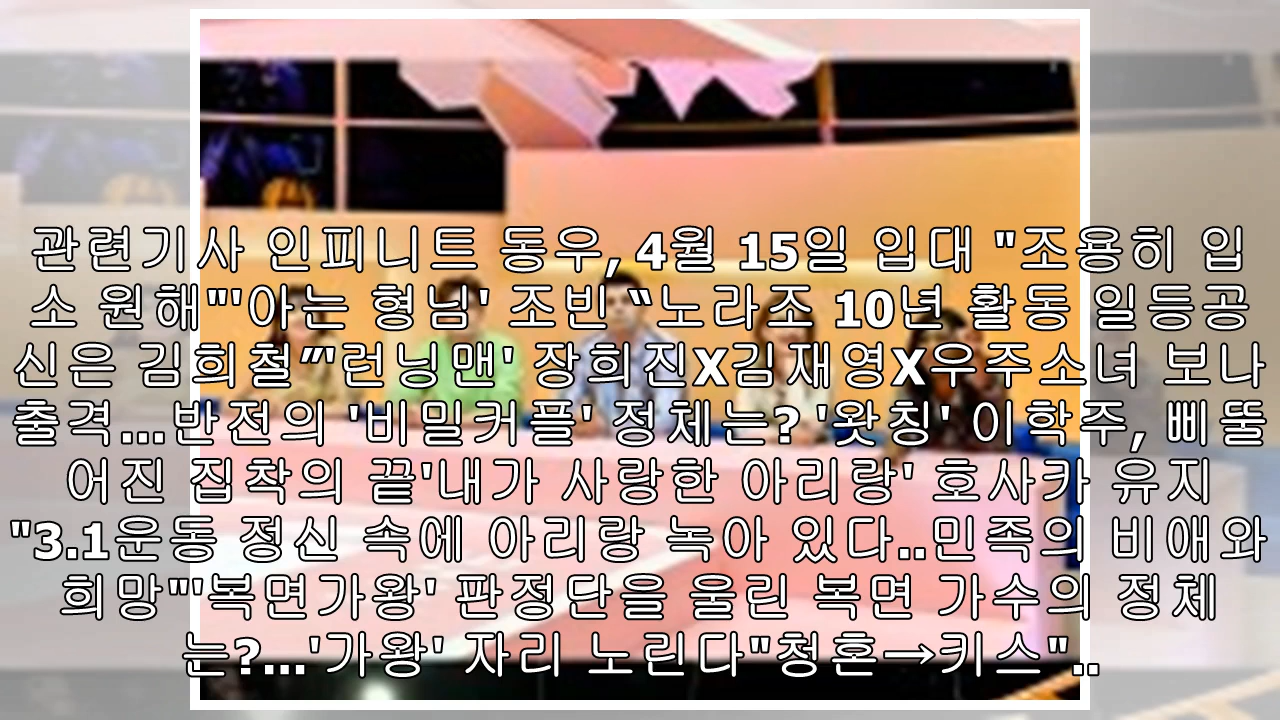 관련기사 인피니트 동우, 4월 15일 입대 "조용히 입
소 원해"'아는 형님' 조빈 “노라조 10년 활동 일등공
신은 김희철”'런닝맨' 장희진X김재영X우주소녀 보나
출격...반전의 '비밀커플' 정체는? '왓칭' 이학주, 삐뚤
어진 집착의 끝'내가 사랑한 아리랑' 호사카 유지
"3.1운동 정신 속에 아리랑 녹아 있다..민족의 비애와
희망"'복면가왕' 판정단을 울린 복면 가수의 정체
는?...'가왕' 자리 노린다"청혼→키스"..